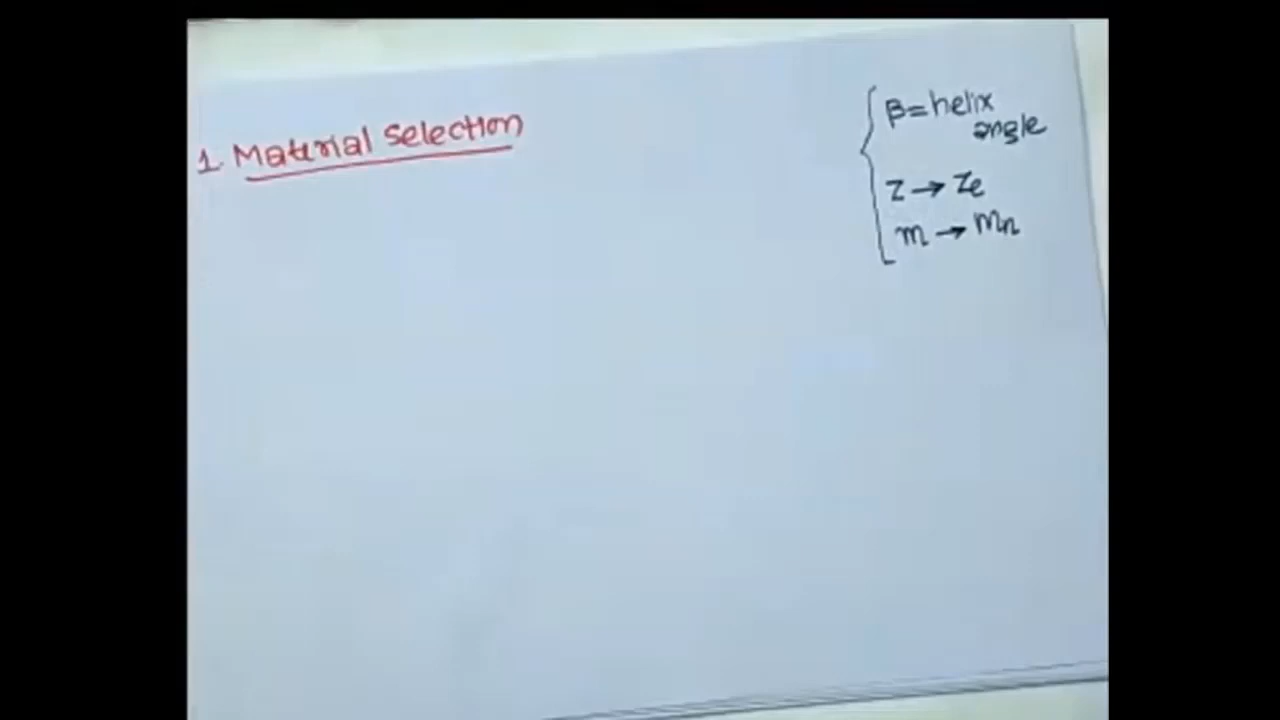 1. Material Selection
β=helix
angle
z → ze
m → mn